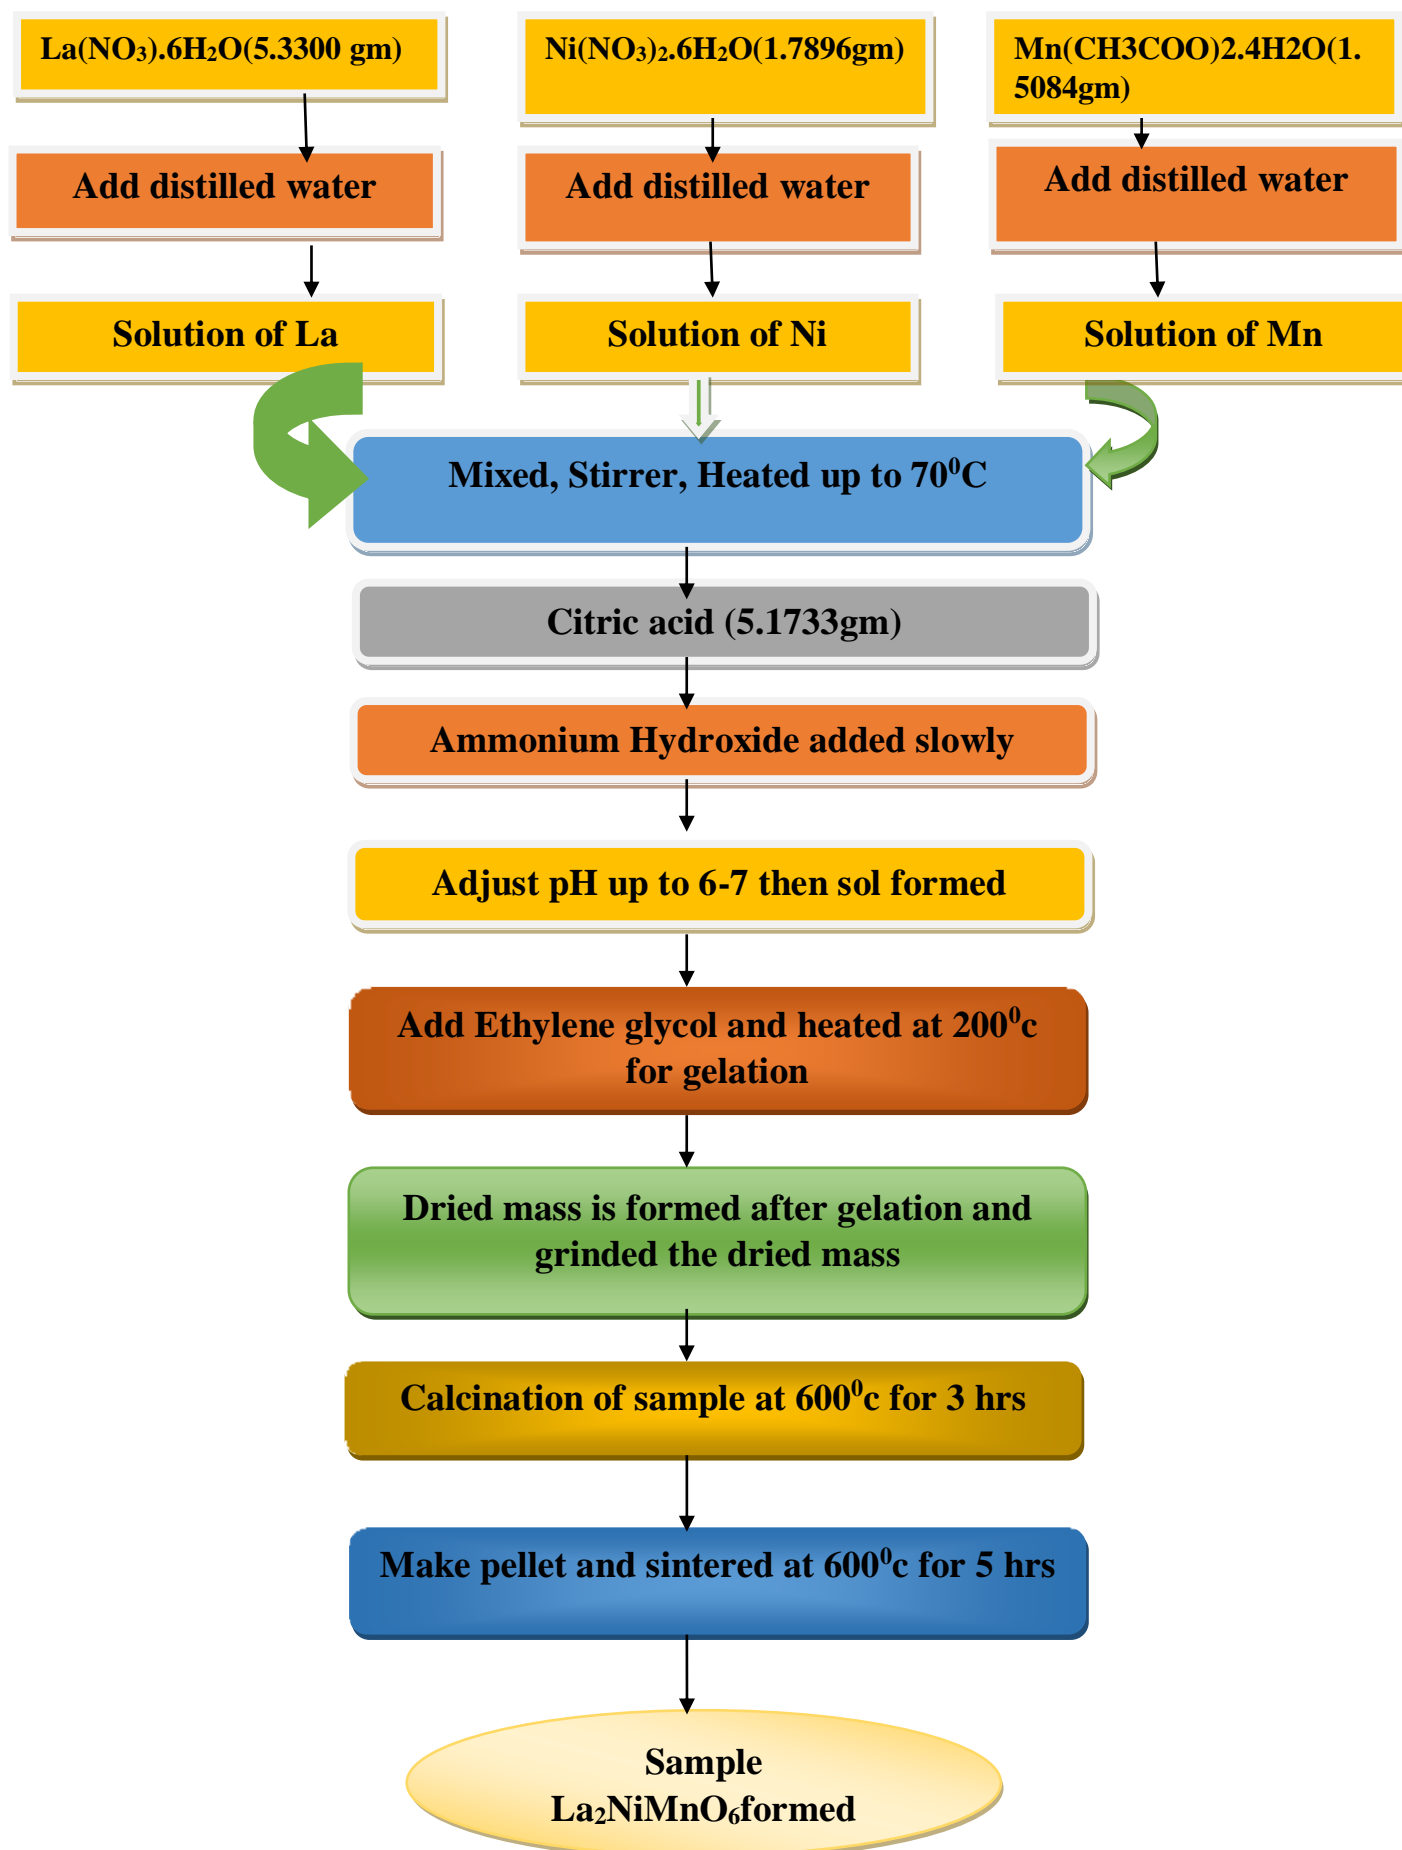 La(NO₃).6H₂O(5.3300 gm)
Ni(NO₃)₂.6H₂O(1.7896gm)
Mn(CH3COO)2.4H2O(1.
5084gm)
Add distilled water
Add distilled water
Add distilled water
Solution of La
Solution of Ni
Solution of Mn
Mixed, Stirrer, Heated up to 70⁰C
Citric acid (5.1733gm)
Ammonium Hydroxide added slowly
Adjust pH up to 6-7 then sol formed
Add Ethylene glycol and heated at 200⁰c
for gelation
Dried mass is formed after gelation and
grinded the dried mass
Calcination of sample at 600⁰c for 3 hrs
Make pellet and sintered at 600⁰c for 5 hrs
Sample
La₂NiMnO₆formed